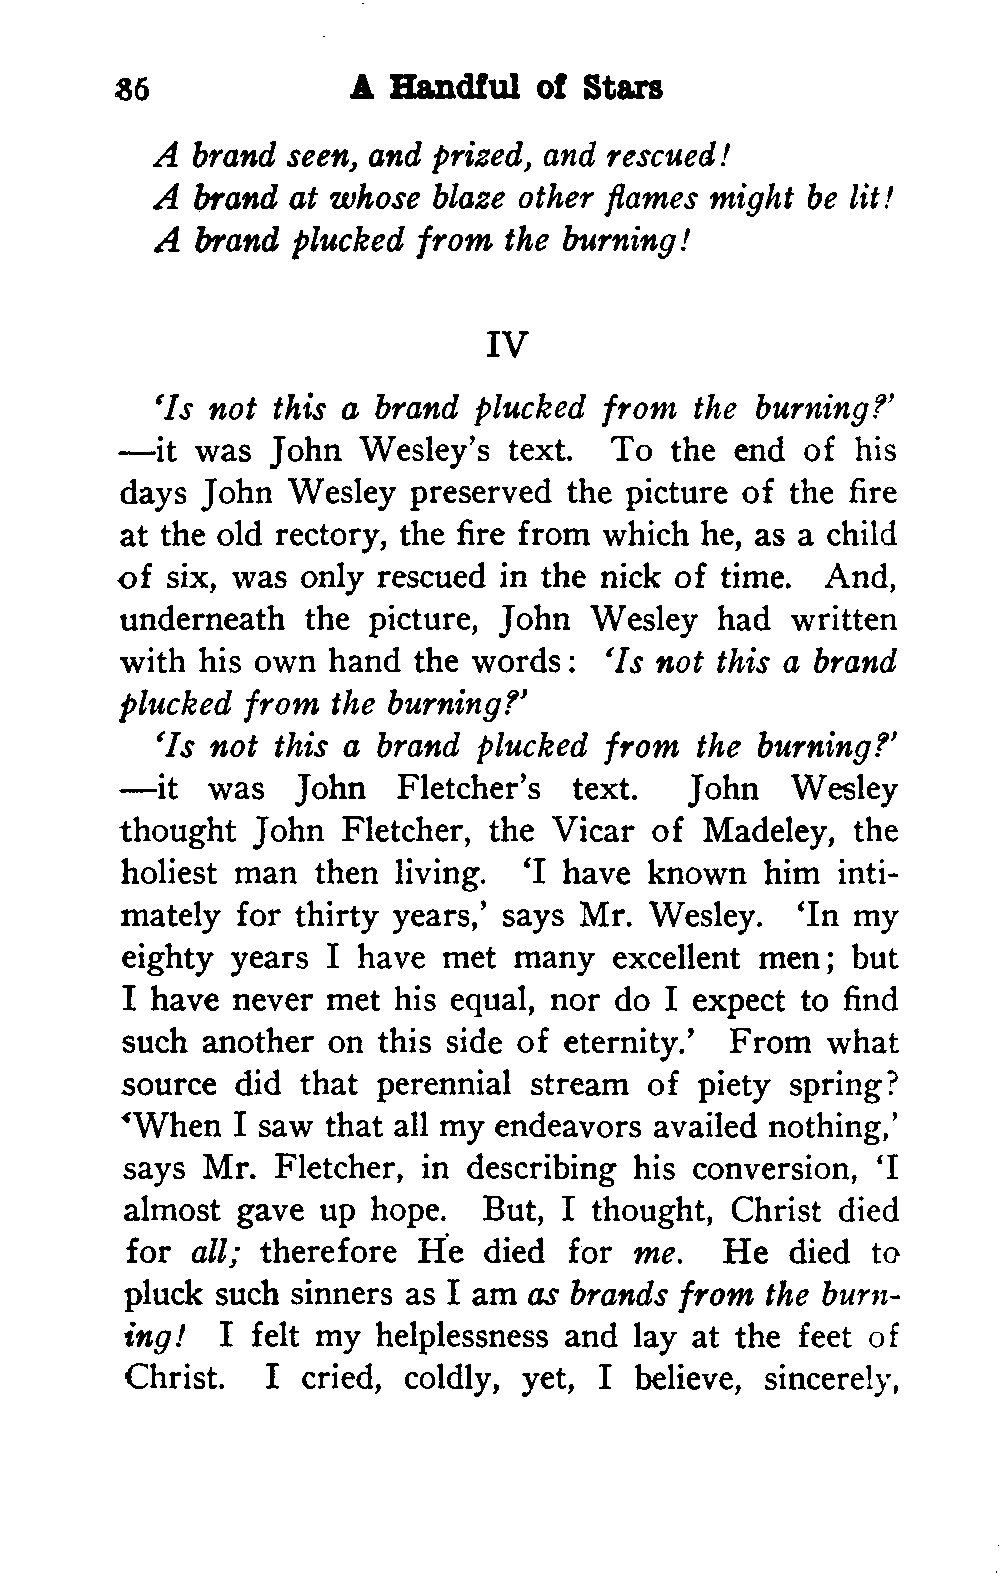 86 A Handful of Stars
A brand seen, and prized, and rescued!
A brand at whose blaze other flames might be lit!
A brand plucked from the burning!
IV
‘Is not this a brand plucked from the burning?’
—it was John Wesley’s text. To the end of his
days John Wesley preserved the picture of the fire
at the old rectory, the fire from which he, as a child
of six, was only rescued in the nick of time. And,
underneath the picture, John Wesley had written
with his own hand the words: ‘Is not this a brand
plucked from the burning?’
‘Is not this a brand plucked from the burning?’
—it was John Fletcher’s text. John Wesley
thought John Fletcher, the Vicar of Madeley, the
holiest man then living. ‘I have known him inti-
mately for thirty years,’ says Mr. Wesley. ‘In my
eighty years I have met many excellent men; but
I have never met his equal, nor do I expect to find
such another on this side of eternity.’ From what
source did that perennial stream of piety spring?
‘When I saw that all my endeavors availed nothing,’
says Mr. Fletcher, in describing his conversion, ‘I
almost gave up hope. But, I thought, Christ died
for all; therefore He died for me. He died to
pluck such sinners as I am as brands from the burn-
ing! I felt my helplessness and lay at the feet of
Christ. I cried, coldly, yet, I believe, sincerely,